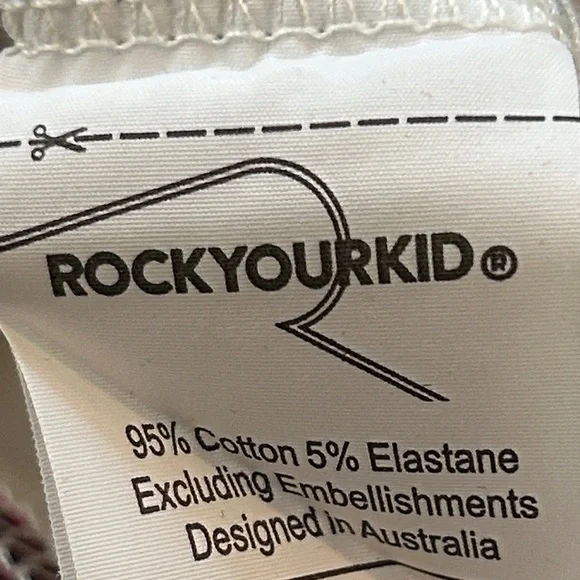 ROCKYOURKID®
95% Cotton 5% Elastane
Excluding Embellishments
Designed in Australia